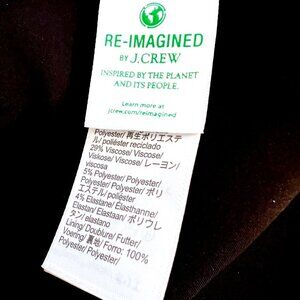 RE-IMAGINED
BY J.CREW
INSPIRED BY THE PLANET
AND ITS PEOPLE.
Learn more at
jcrew.com/reimagined
Polyester/ 再生ポリエステ
ル/ poliéster reciclado
29% Viscose/ Viscose/
Viskose/ Viscose/ レーヨン/
viscosa
5% Polyester/ Polyester/
Polyester/ Polyester/ ポリ
エステル/ poliéster
4% Elastane/ Élasthanne/
Elastan/ Elastaan/ ポリウレ
タン/ elastano
Lining/ Doublure/ Futter/
Voering/ 裏地/ Forro: 100%
Polyester/ Polyester/